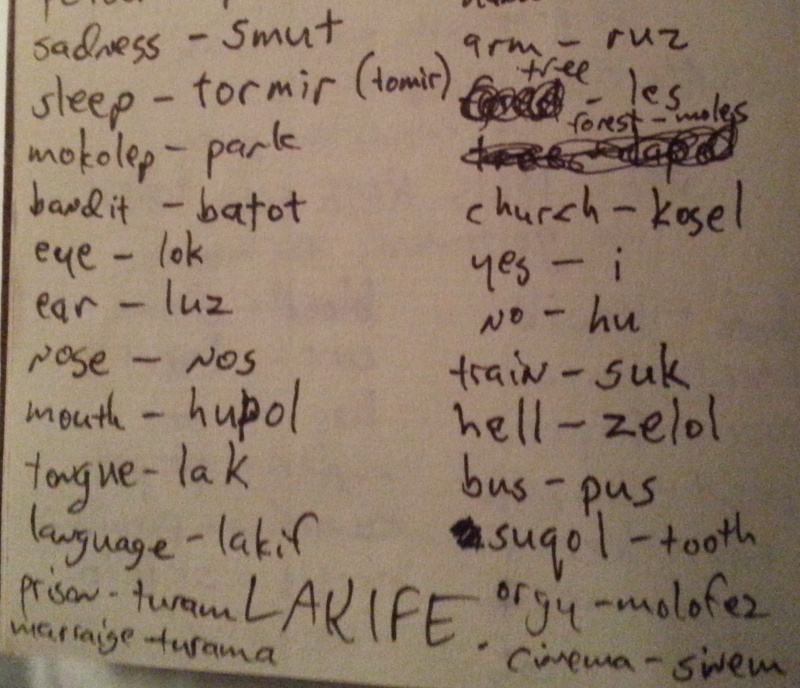 sadness - smut
sleep - tormir (tomir)
mokolep - park
bandit - batot
eye - lok
ear - luz
nose - nos
mouth - hupol
tongue - lak
language - lakif
prison - turam
marraige - turama
LAKIFE.
arm - ruz
tree - les
forest - moles
church - kosel
yes - i
no - hu
train - suk
hell - zelol
bus - pus
suqol - tooth
orgy - molofez
cinema - sinem